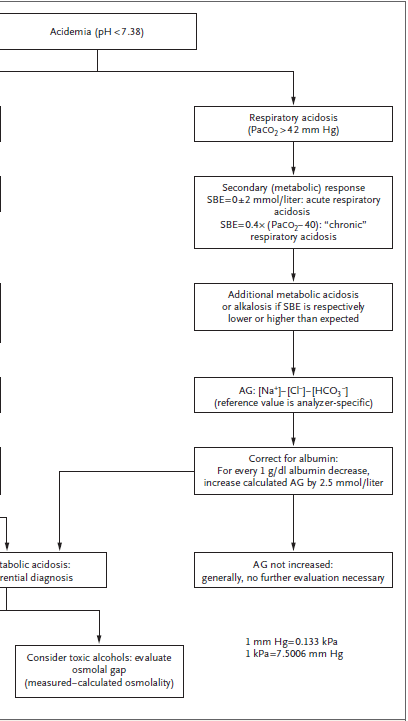 Acidemia (pH <7.38)
Respiratory acidosis
(PaCO₂>42 mm Hg)
Secondary (metabolic) response
SBE=0±2 mmol/liter: acute respiratory
acidosis
SBE=0.4×(PaCO₂–40): “chronic”
respiratory acidosis
Additional metabolic acidosis
or alkalosis if SBE is respectively
lower or higher than expected
AG: [Na⁺]–[Cl⁻]–[HCO₃⁻]
(reference value is analyzer-specific)
Correct for albumin:
For every 1 g/dl albumin decrease,
increase calculated AG by 2.5 mmol/liter
tabolic acidosis:
rential diagnosis
AG not increased:
generally, no further evaluation necessary
Consider toxic alcohols: evaluate
osmolal gap
(measured–calculated osmolality)
1 mm Hg=0.133 kPa
1 kPa=7.5006 mm Hg